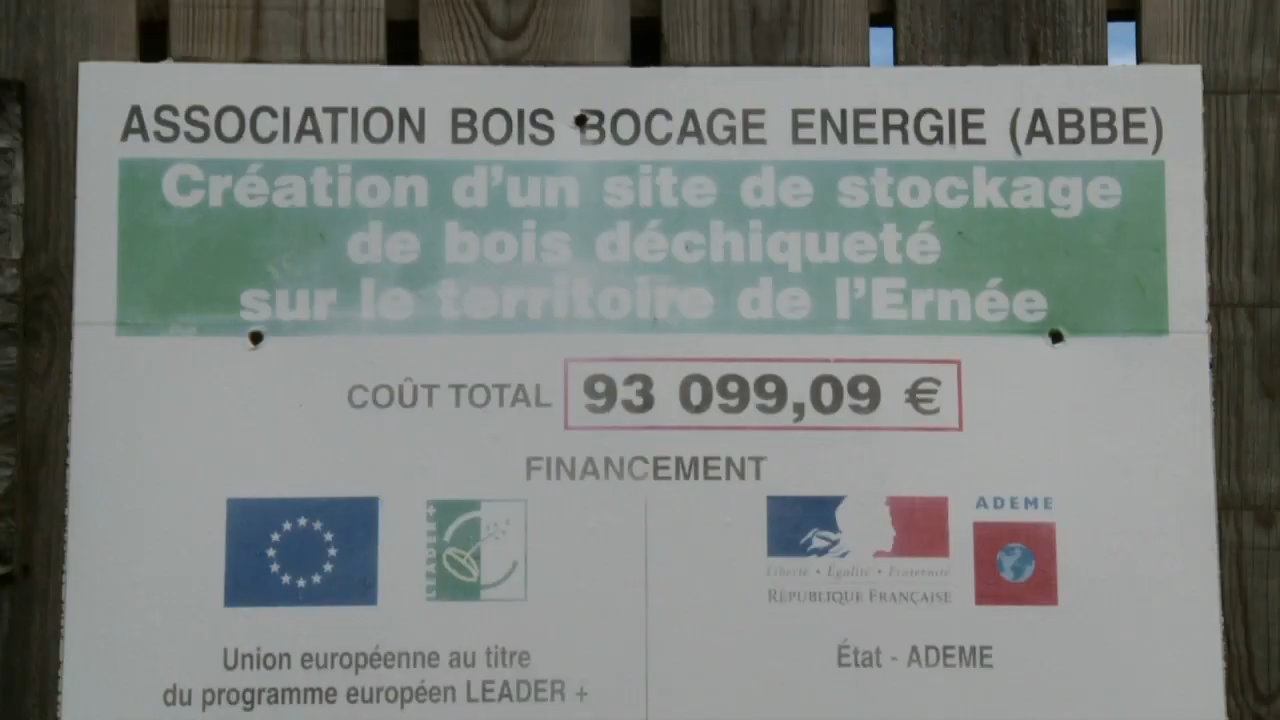 ASSOCIATION BOIS BOCAGE ENERGIE (ABBE)
Création d'un site de stockage
de bois déchiqueté
sur le territoire de l'Ernée
COÛT TOTAL 93 099,09 €
FINANCEMENT
LEADER+
ADEME
Liberté • Égalité • Fraternité
RÉPUBLIQUE FRANÇAISE
Union européenne au titre
du programme européen LEADER +
État - ADEME